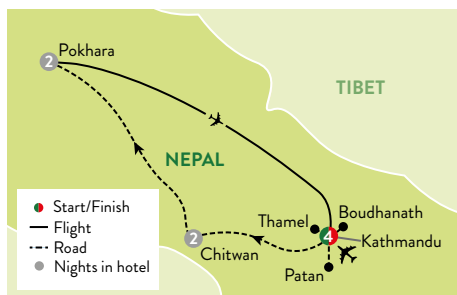 Pokhara
2
TIBET
NEPAL
Start/Finish
Flight
Road
Nights in hotel
Thamel
Boudhanath
4
Kathmandu
2
Chitwan
Patan